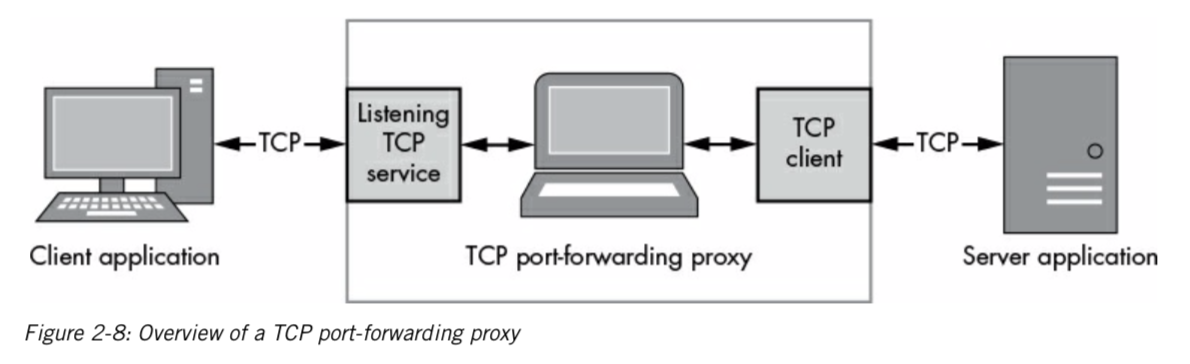 Listening
TCP
service
TCP
TCP
client
TCP
Client application
TCP port-forwarding proxy
Server application
Figure 2-8: Overview of a TCP port-forwarding proxy